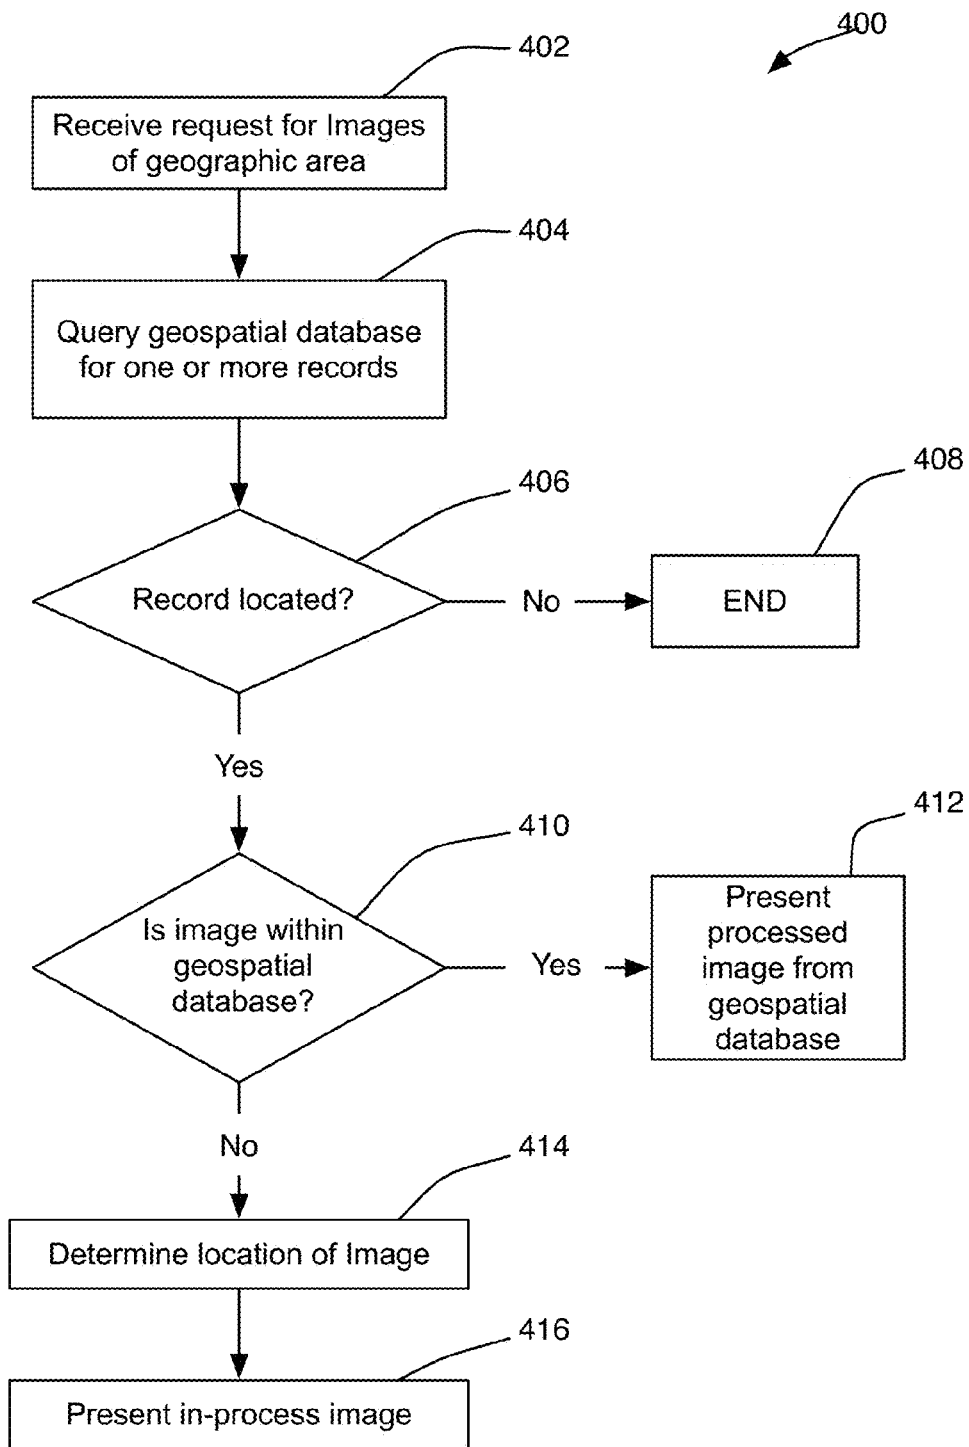 400
402
Receive request for Images
of geographic area
404
Query geospatial database
for one or more records
406
Record located?
No
408
END
Yes
410
Is image within
geospatial
database?
Yes
412
Present
processed
image from
geospatial
database
No
414
Determine location of Image
416
Present in-process image